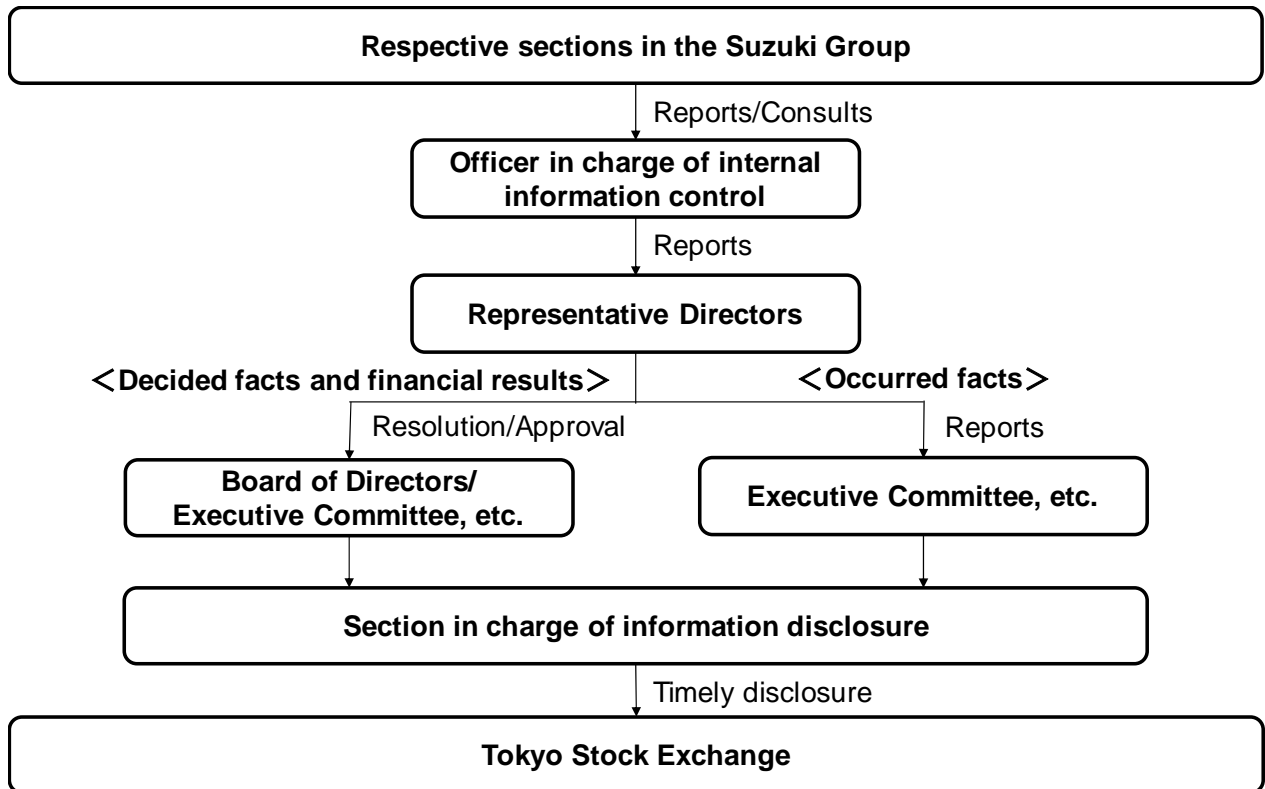 Respective sections in the Suzuki Group
Reports/Consults
Officer in charge of internal
information control
Reports
Representative Directors
＜Decided facts and financial results＞
＜Occurred facts＞
Resolution/Approval
Reports
Board of Directors/
Executive Committee, etc.
Executive Committee, etc.
Section in charge of information disclosure
Timely disclosure
Tokyo Stock Exchange